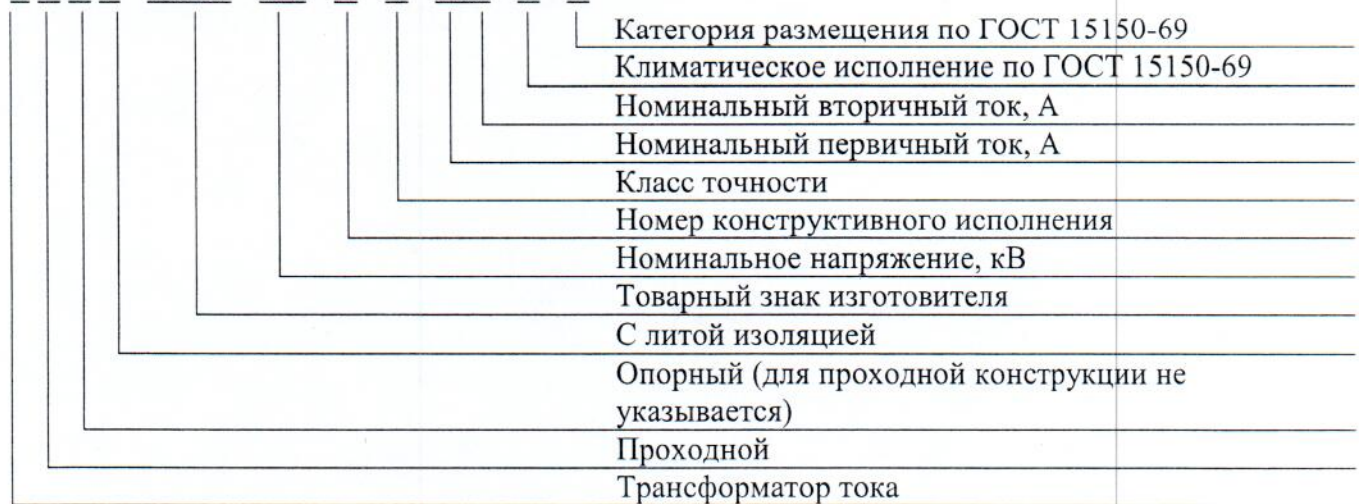 Категория размещения по ГОСТ 15150-69
Климатическое исполнение по ГОСТ 15150-69
Номинальный вторичный ток, А
Номинальный первичный ток, А
Класс точности
Номер конструктивного исполнения
Номинальное напряжение, кВ
Товарный знак изготовителя
С литой изоляцией
Опорный (для проходной конструкции не
указывается)
Проходной
Трансформатор тока